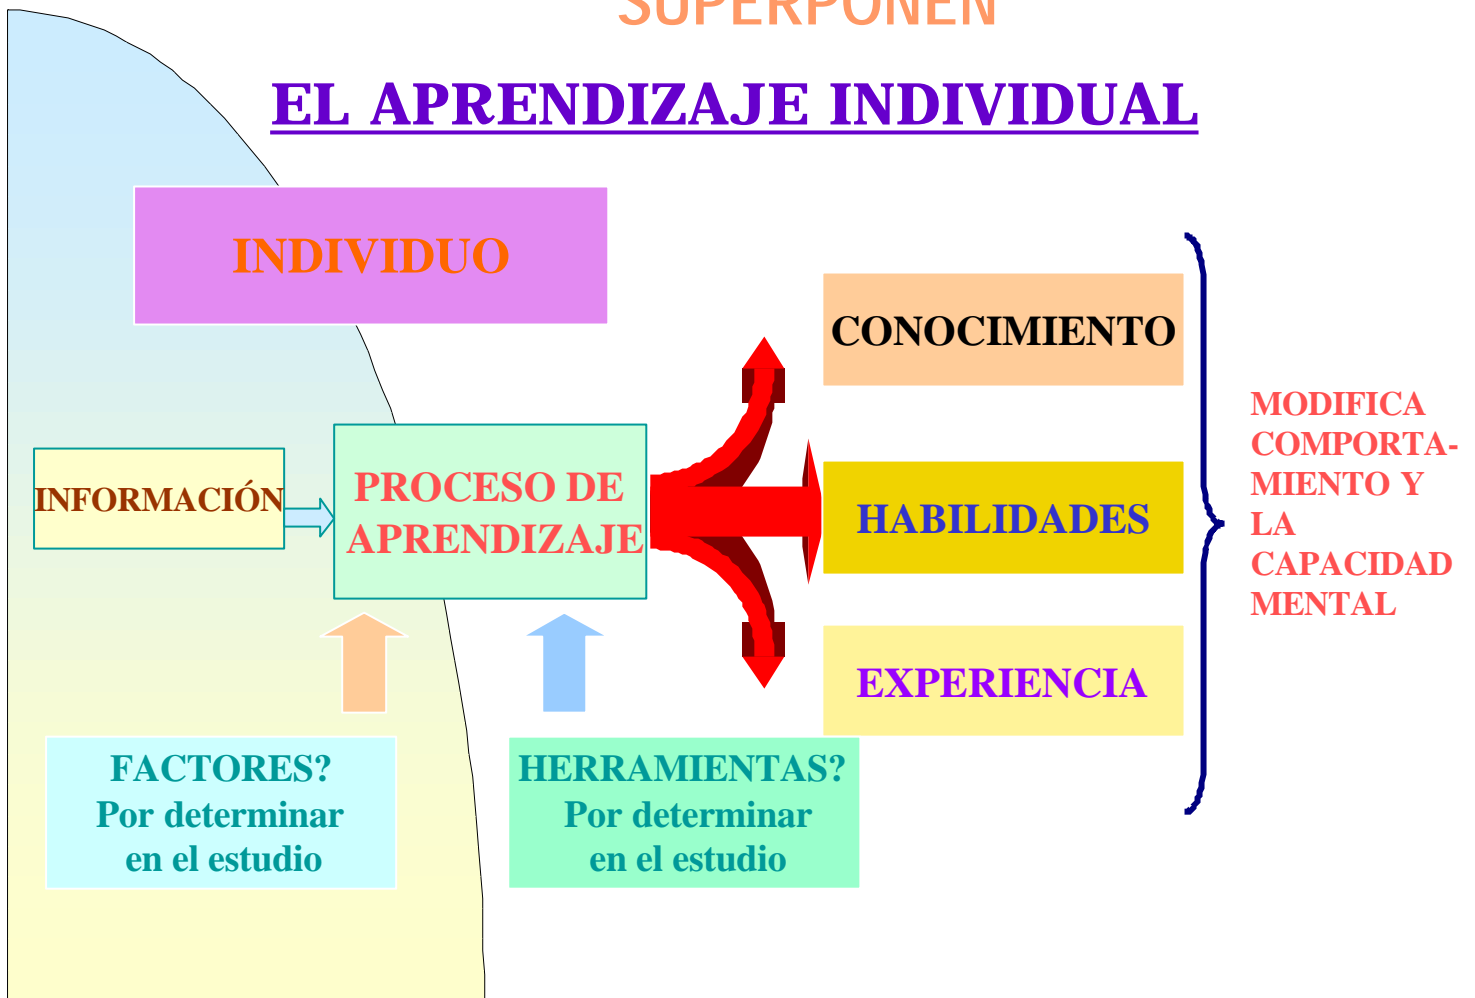 SUPERPONEN
EL APRENDIZAJE INDIVIDUAL
INDIVIDUO
INFORMACIÓN
PROCESO DE
APRENDIZAJE
CONOCIMIENTO
HABILIDADES
EXPERIENCIA
MODIFICA
COMPORTA-
MIENTO Y
LA
CAPACIDAD
MENTAL
FACTORES?
Por determinar
en el estudio
HERRAMIENTAS?
Por determinar
en el estudio